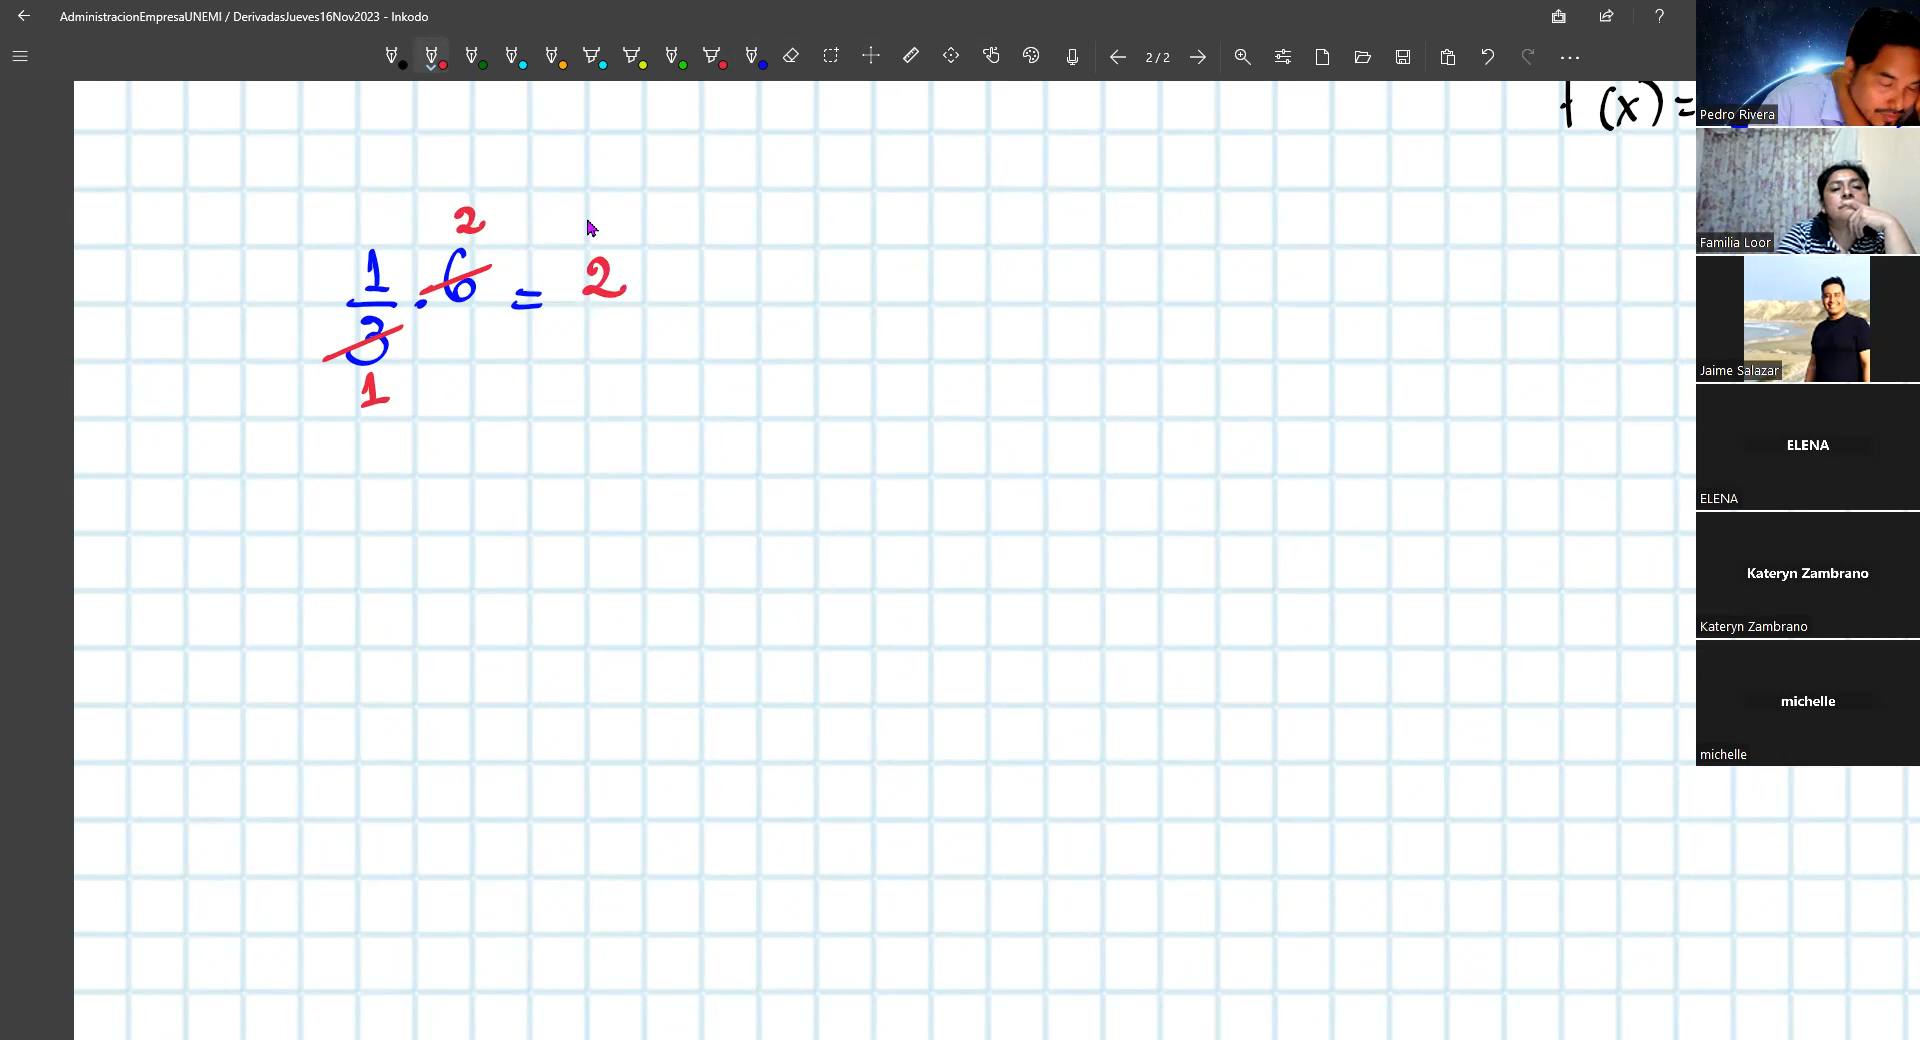 AdministracionEmpresaUNEMI / DerivadasJueves16Nov2023 - Inkodo
?
2 / 2
f (x) =
2
1/3 . 6 = 2
1
Pedro Rivera
Familia Loor
Jaime Salazar
ELENA
ELENA
Kateryn Zambrano
Kateryn Zambrano
michelle
michelle